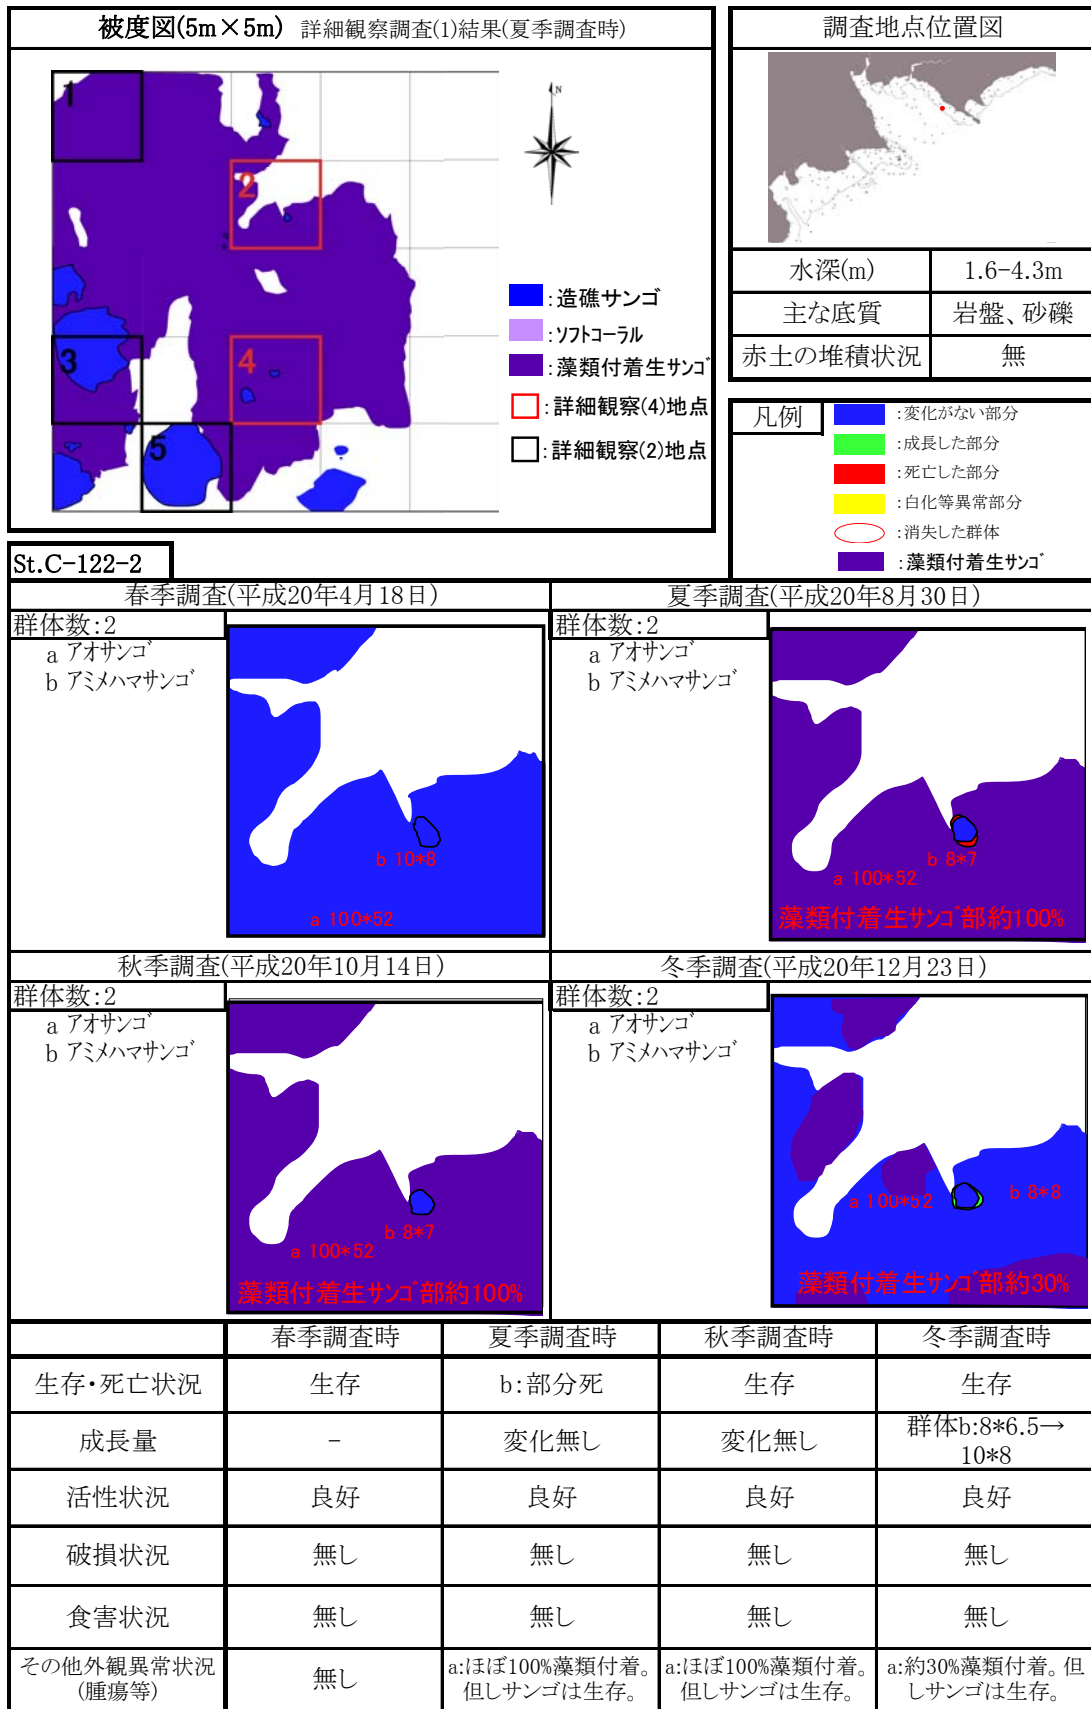 被度図(5m×5m) 詳細観察調査(1)結果(夏季調査時)
1
2
3
4
5
N
:造礁サンゴ
:ソフトコーラル
:藻類付着生サンゴ
:詳細観察(4)地点
:詳細観察(2)地点
調査地点位置図
水深(m) 1.6-4.3m
主な底質 岩盤、砂礫
赤土の堆積状況 無
凡例
:変化がない部分
:成長した部分
:死亡した部分
:白化等異常部分
:消失した群体
:藻類付着生サンゴ
St.C-122-2
春季調査(平成20年4月18日)
群体数:2
a アオサンゴ
b アミメハマサンゴ
b 10*8
a 100*52
夏季調査(平成20年8月30日)
群体数:2
a アオサンゴ
b アミメハマサンゴ
b 8*7
a 100*52
藻類付着生サンゴ部約100%
秋季調査(平成20年10月14日)
群体数:2
a アオサンゴ
b アミメハマサンゴ
b 8*7
a 100*52
藻類付着生サンゴ部約100%
冬季調査(平成20年12月23日)
群体数:2
a アオサンゴ
b アミメハマサンゴ
b 8*8
a 100*52
藻類付着生サンゴ部約30%
春季調査時 夏季調査時 秋季調査時 冬季調査時
生存・死亡状況 生存 b:部分死 生存 生存
成長量 - 変化無し 変化無し 群体b:8*6.5→
10*8
活性状況 良好 良好 良好 良好
破損状況 無し 無し 無し 無し
食害状況 無し 無し 無し 無し
その他外観異常状況 無し a:ほぼ100%藻類付着。 a:ほぼ100%藻類付着。 a:約30%藻類付着。但
(腫瘍等) 但しサンゴは生存。 但しサンゴは生存。 しサンゴは生存。